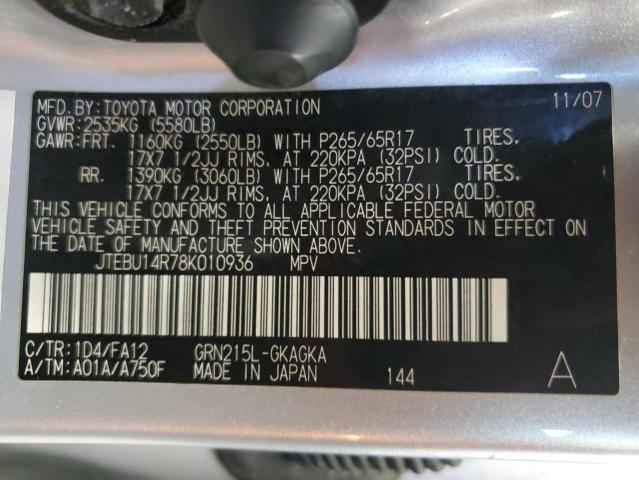 MFD.BY:TOYOTA MOTOR CORPORATION 11/07
GVWR:2535KG (5580LB)
GAWR:FRT. 1160KG (2550LB) WITH P265/65R17 TIRES,
17X7 1/2JJ RIMS, AT 220KPA (32PSI) COLD.
RR. 1390KG (3060LB) WITH P265/65R17 TIRES,
17X7 1/2JJ RIMS, AT 220KPA (32PSI) COLD.
THIS VEHICLE CONFORMS TO ALL APPLICABLE FEDERAL MOTOR
VEHICLE SAFETY AND THEFT PREVENTION STANDARDS IN EFFECT ON
THE DATE OF MANUFACTURE SHOWN ABOVE.
JTEBU14R78K010936 MPV
C/TR:1D4/FA12 GRN215L-GKAGKA
A/TM:A01A/A750F MADE IN JAPAN 144 A